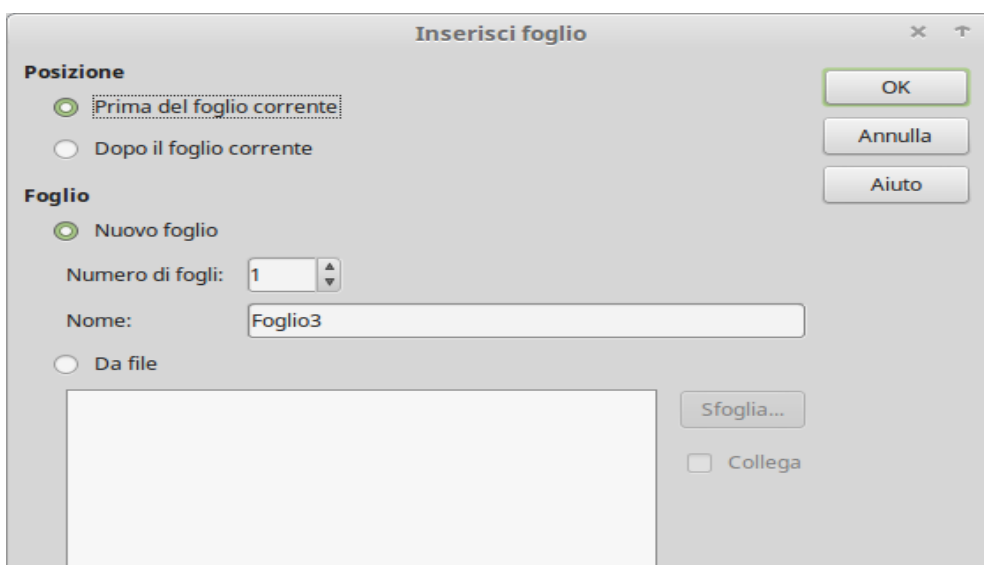 Inserisci foglio
Posizione
Prima del foglio corrente
Dopo il foglio corrente
OK
Annulla
Aiuto
Foglio
Nuovo foglio
Numero di fogli: 1
Nome: Foglio3
Da file
Sfoglia...
Collega